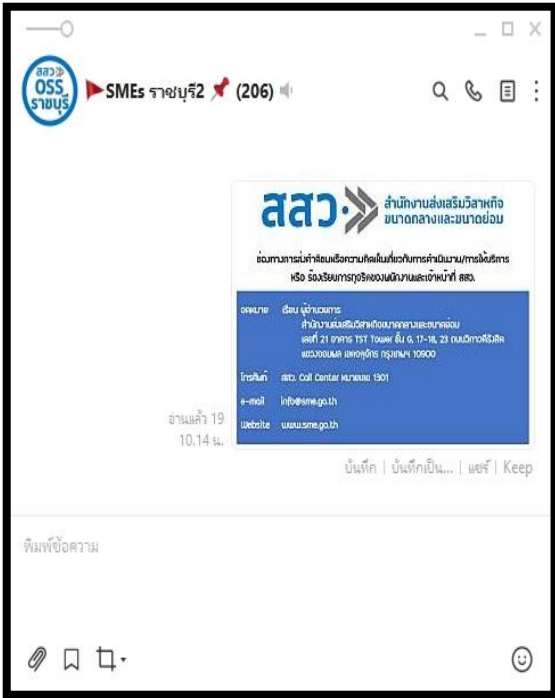 สสว
OSS
ราชบุรี
SMEs ราชบุรี2 (206)
สสว.
สำนักงานส่งเสริมวิสาหกิจ
ขนาดกลางและขนาดย่อม
ช่องทางการส่งคำติชมหรือความคิดเห็นเกี่ยวกับการดำเนินงาน/การให้บริการ
หรือ ร้องเรียนการทุจริตของพนักงานและเจ้าหน้าที่ สสว.
จดหมาย เรียน ผู้อำนวยการ
สำนักงานส่งเสริมวิสาหกิจขนาดกลางและขนาดย่อม
เลขที่ 21 อาคาร TST Tower ชั้น G, 17-18, 23 ถนนวิภาวดีรังสิต
แขวงจอมพล เขตจตุจักร กรุงเทพฯ 10900
โทรศัพท์ สสว. Call Center หมายเลข 1301
e-mail info@sme.go.th
Website www.sme.go.th
อ่านแล้ว 19
10.14 น.
บันทึก | บันทึกเป็น... | แชร์ | Keep
พิมพ์ข้อความ